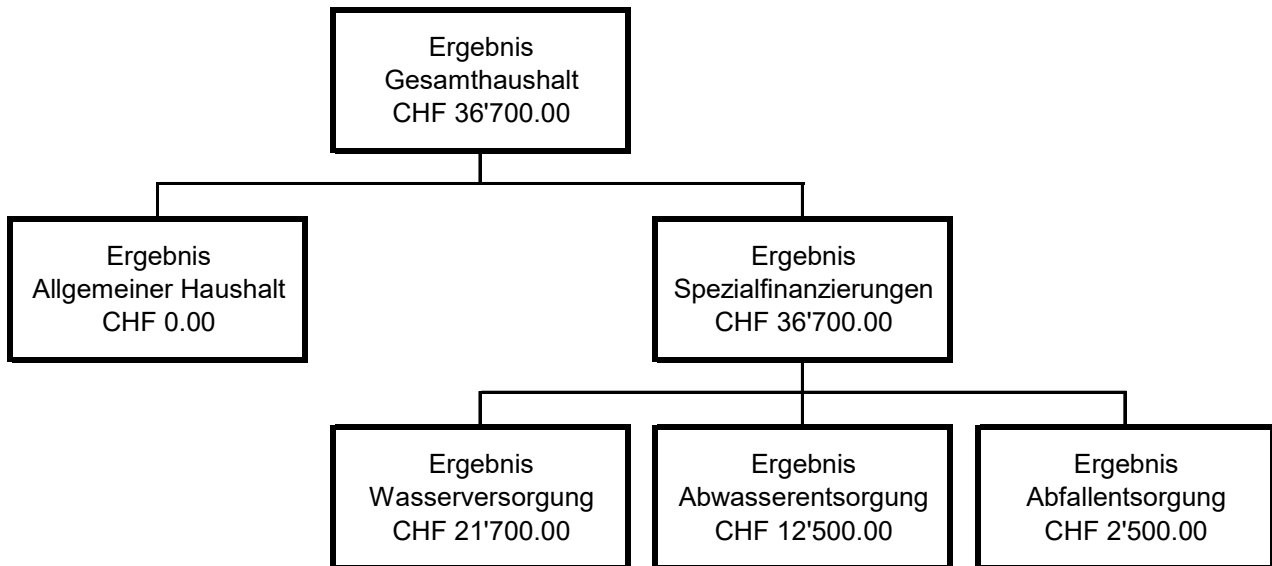 Ergebnis
Gesamthaushalt
CHF 36'700.00
Ergebnis
Allgemeiner Haushalt
CHF 0.00
Ergebnis
Spezialfinanzierungen
CHF 36'700.00
Ergebnis
Wasserversorgung
CHF 21'700.00
Ergebnis
Abwasserentsorgung
CHF 12'500.00
Ergebnis
Abfallentsorgung
CHF 2'500.00